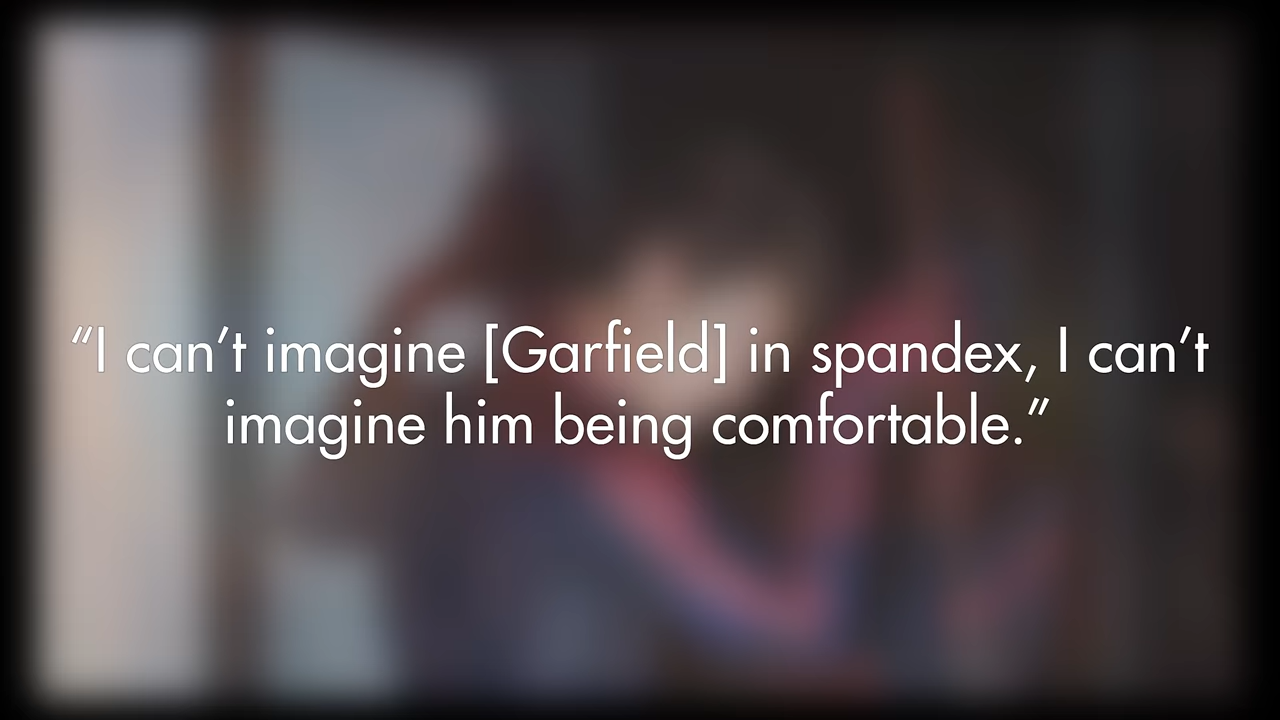 “I can’t imagine [Garfield] in spandex, I can’t
imagine him being comfortable.”